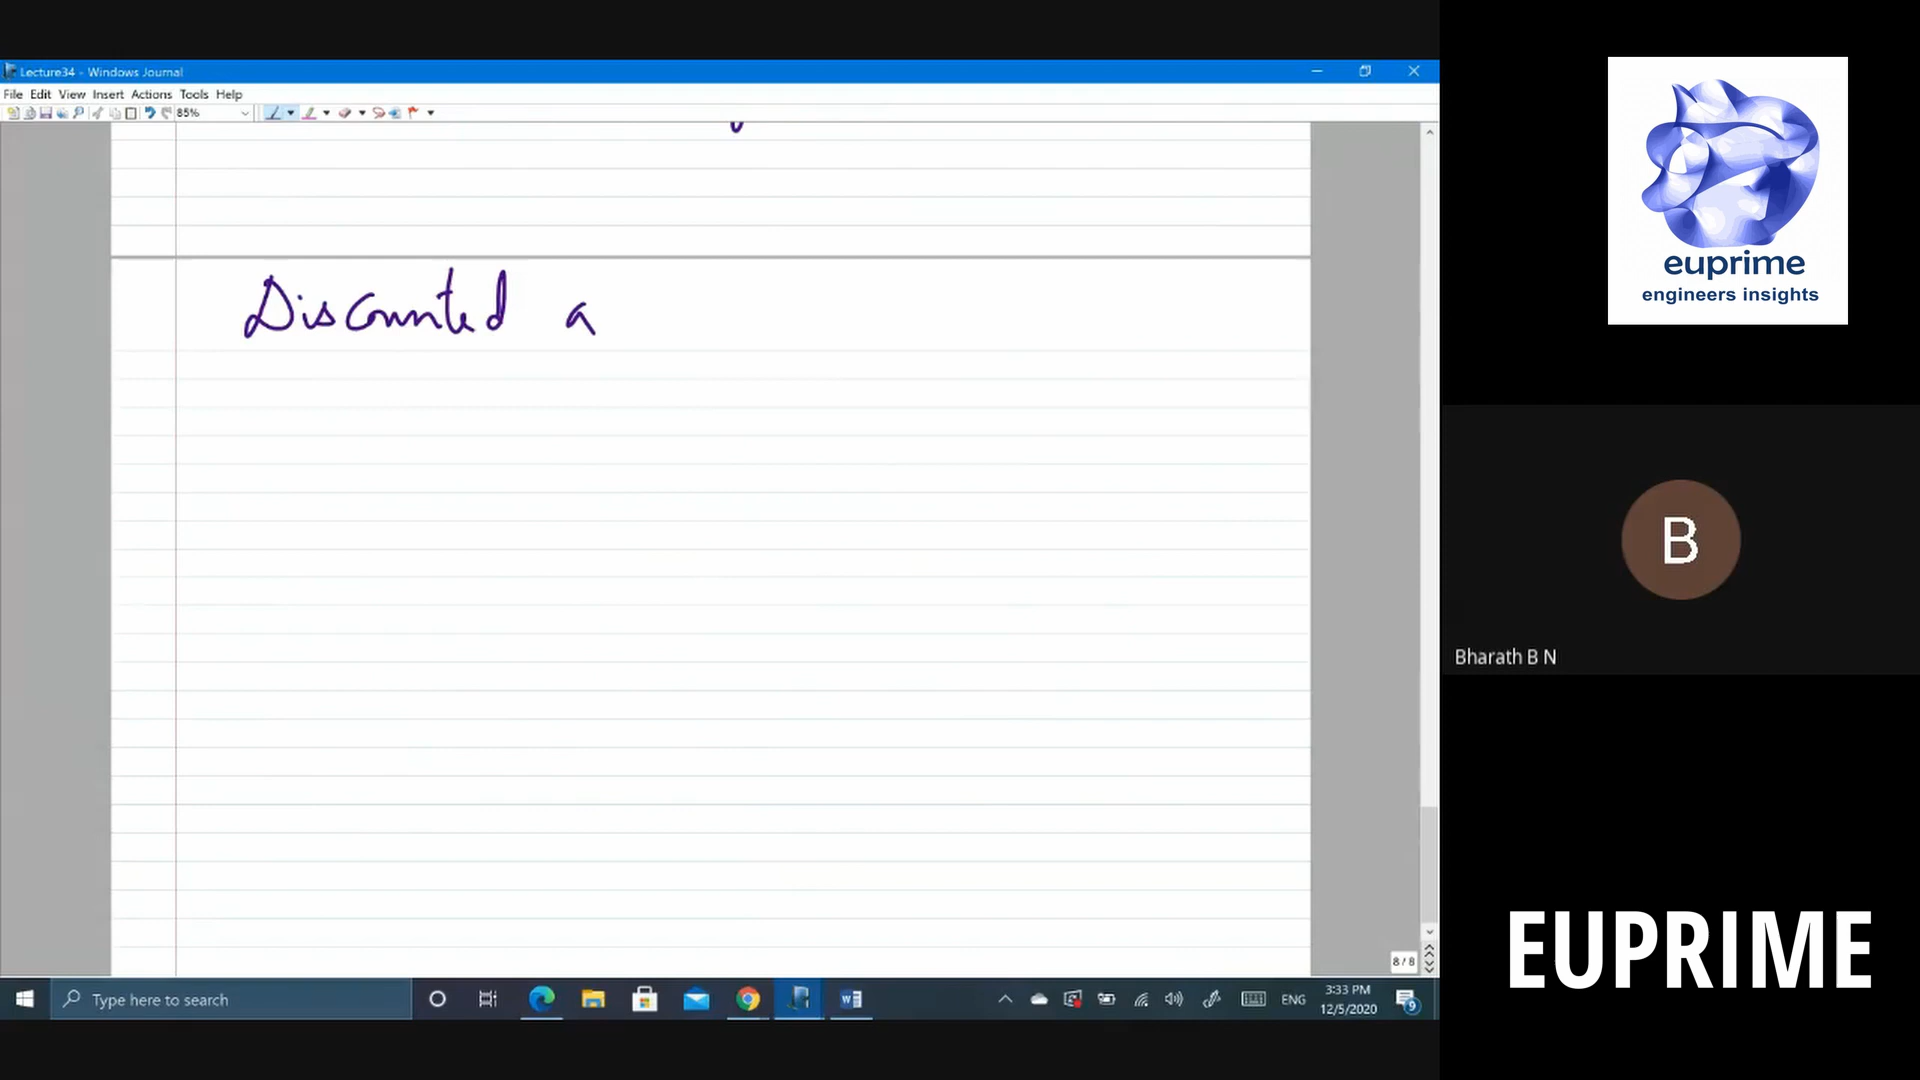 Lecture34 - Windows Journal
File Edit View Insert Actions Tools Help
85%
Discounted a
8 / 8
Type here to search
ENG
3:33 PM
12/5/2020
9
euprime
engineers insights
B
Bharath B N
EUPRIME